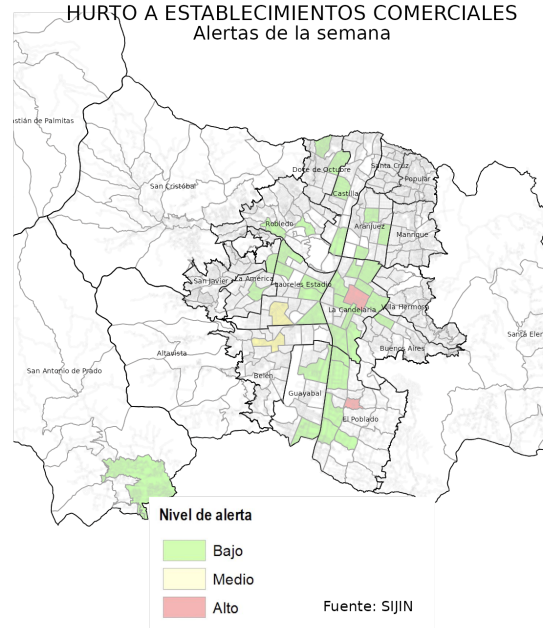 HURTO A ESTABLECIMIENTOS COMERCIALES
Alertas de la semana
stián de Palmitas
Santa Cruz
Doce de Octubre
Popular
San Cristóbal
Castilla
Robledo
Aranjuez
Manrique
San Javier
La América
Laureles Estadio
La Candelaria
Villa Hermosa
Santa Elen
Altavista
Buenos Aires
San Antonio de Prado
Belén
Guayabal
El Poblado
Nivel de alerta
Bajo
Medio
Alto
Fuente: SIJIN